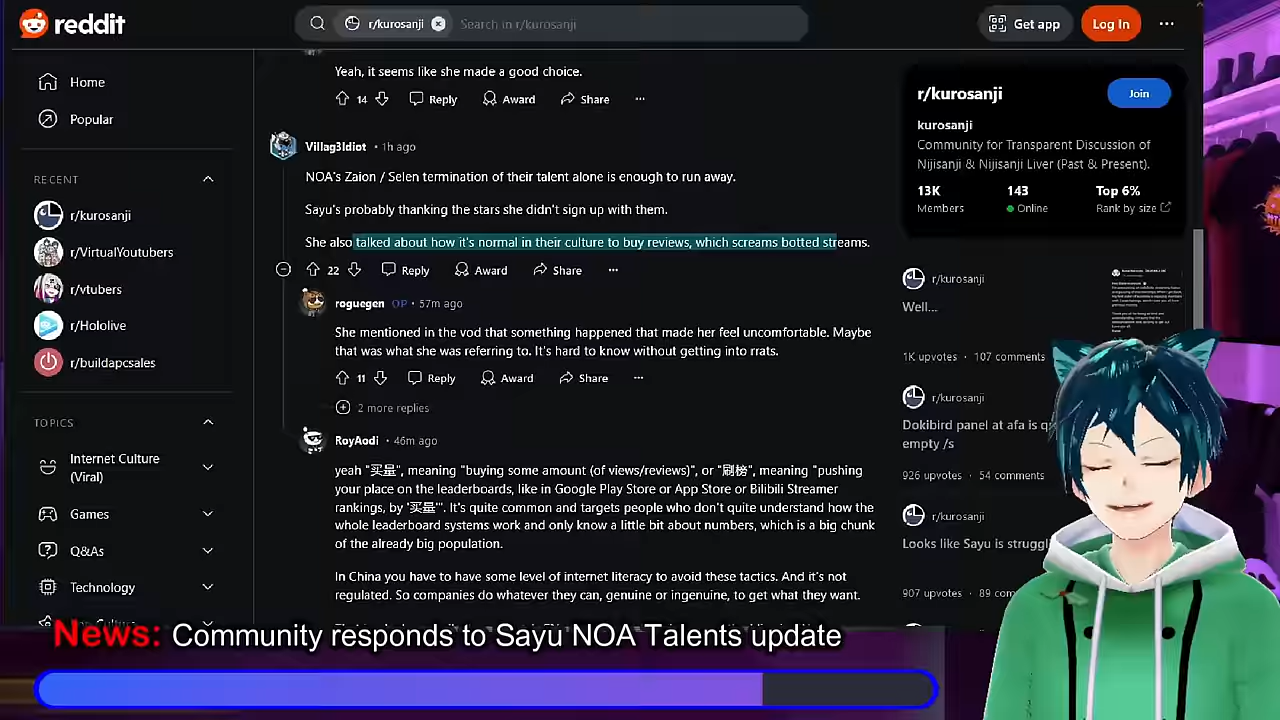 reddit
r/kurosanji
Search in r/kurosanji
Get app
Log In
Home
Popular
RECENT
r/kurosanji
r/VirtualYoutubers
r/vtubers
r/Hololive
r/buildapcsales
TOPICS
Internet Culture
(Viral)
Games
Q&As
Technology
Yeah, it seems like she made a good choice.
14 Reply Award Share
Villag3Idiot • 1h ago
NOA's Zaion / Selen termination of their talent alone is enough to run away.
Sayu's probably thanking the stars she didn't sign up with them.
She also talked about how it's normal in their culture to buy reviews, which screams botted streams.
22 Reply Award Share
roguegen OP • 57m ago
She mentioned in the vod that something happened that made her feel uncomfortable. Maybe
that was what she was referring to. It's hard to know without getting into rrats.
11 Reply Award Share
2 more replies
RoyAodi • 46m ago
yeah "买量", meaning "buying some amount (of views/reviews)", or "刷榜", meaning "pushing
your place on the leaderboards, like in Google Play Store or App Store or Bilibili Streamer
rankings, by '买量'". It's quite common and targets people who don't quite understand how the
whole leaderboard systems work and only know a little bit about numbers, which is a big chunk
of the already big population.
In China you have to have some level of internet literacy to avoid these tactics. And it's not
regulated. So companies do whatever they can, genuine or ingenuine, to get what they want.
r/kurosanji
Join
kurosanji
Community for Transparent Discussion of
Nijisanji & Nijisanji Liver (Past & Present).
13K 143 Top 6%
Members Online Rank by size
r/kurosanji
Well...
1K upvotes • 107 comments
r/kurosanji
Dokibird panel at afa is
empty /s
926 upvotes • 54 comments
r/kurosanji
Looks like Sayu is
907 upvotes • 89
News: Community responds to Sayu NOA Talents update